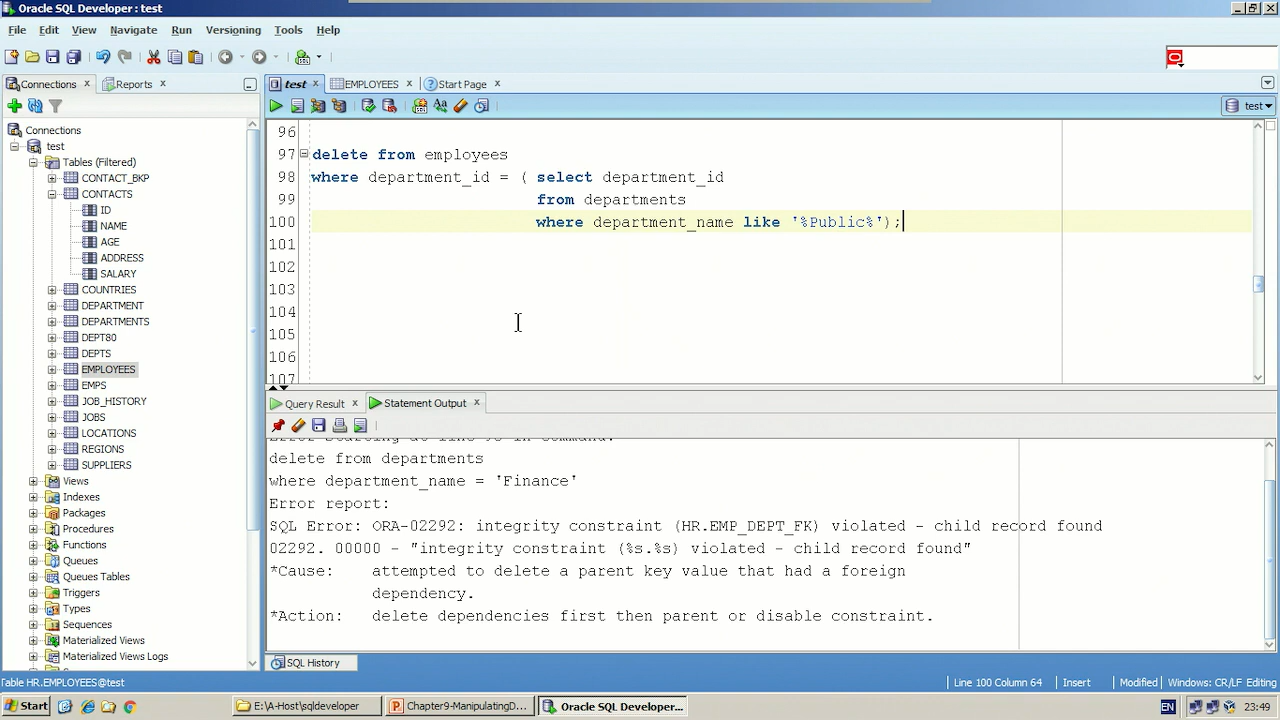 Oracle SQL Developer : test
File Edit View Navigate Run Versioning Tools Help
Connections Reports
test EMPLOYEES Start Page
test
Connections
test
Tables (Filtered)
CONTACT_BKP
CONTACTS
ID
NAME
AGE
ADDRESS
SALARY
COUNTRIES
DEPARTMENT
DEPARTMENTS
DEPT80
DEPTS
EMPLOYEES
EMPS
JOB_HISTORY
JOBS
LOCATIONS
REGIONS
SUPPLIERS
Views
Indexes
Packages
Procedures
Functions
Queues
Queues Tables
Triggers
Types
Sequences
Materialized Views
Materialized Views Logs
96
97 delete from employees
98 where department_id = ( select department_id
99 from departments
100 where department_name like '%Public%');
101
102
103
104
105
106
107
Query Result Statement Output
delete from departments
where department_name = 'Finance'
Error report:
SQL Error: ORA-02292: integrity constraint (HR.EMP_DEPT_FK) violated - child record found
02292. 00000 - "integrity constraint (%s.%s) violated - child record found"
*Cause: attempted to delete a parent key value that had a foreign
dependency.
*Action: delete dependencies first then parent or disable constraint.
SQL History
Table HR.EMPLOYEES@test Line 100 Column 64 Insert Modified Windows: CR/LF Editing
Start E:\A-Host\sqldeveloper Chapter9-ManipulatingD... Oracle SQL Developer... EN 23:49